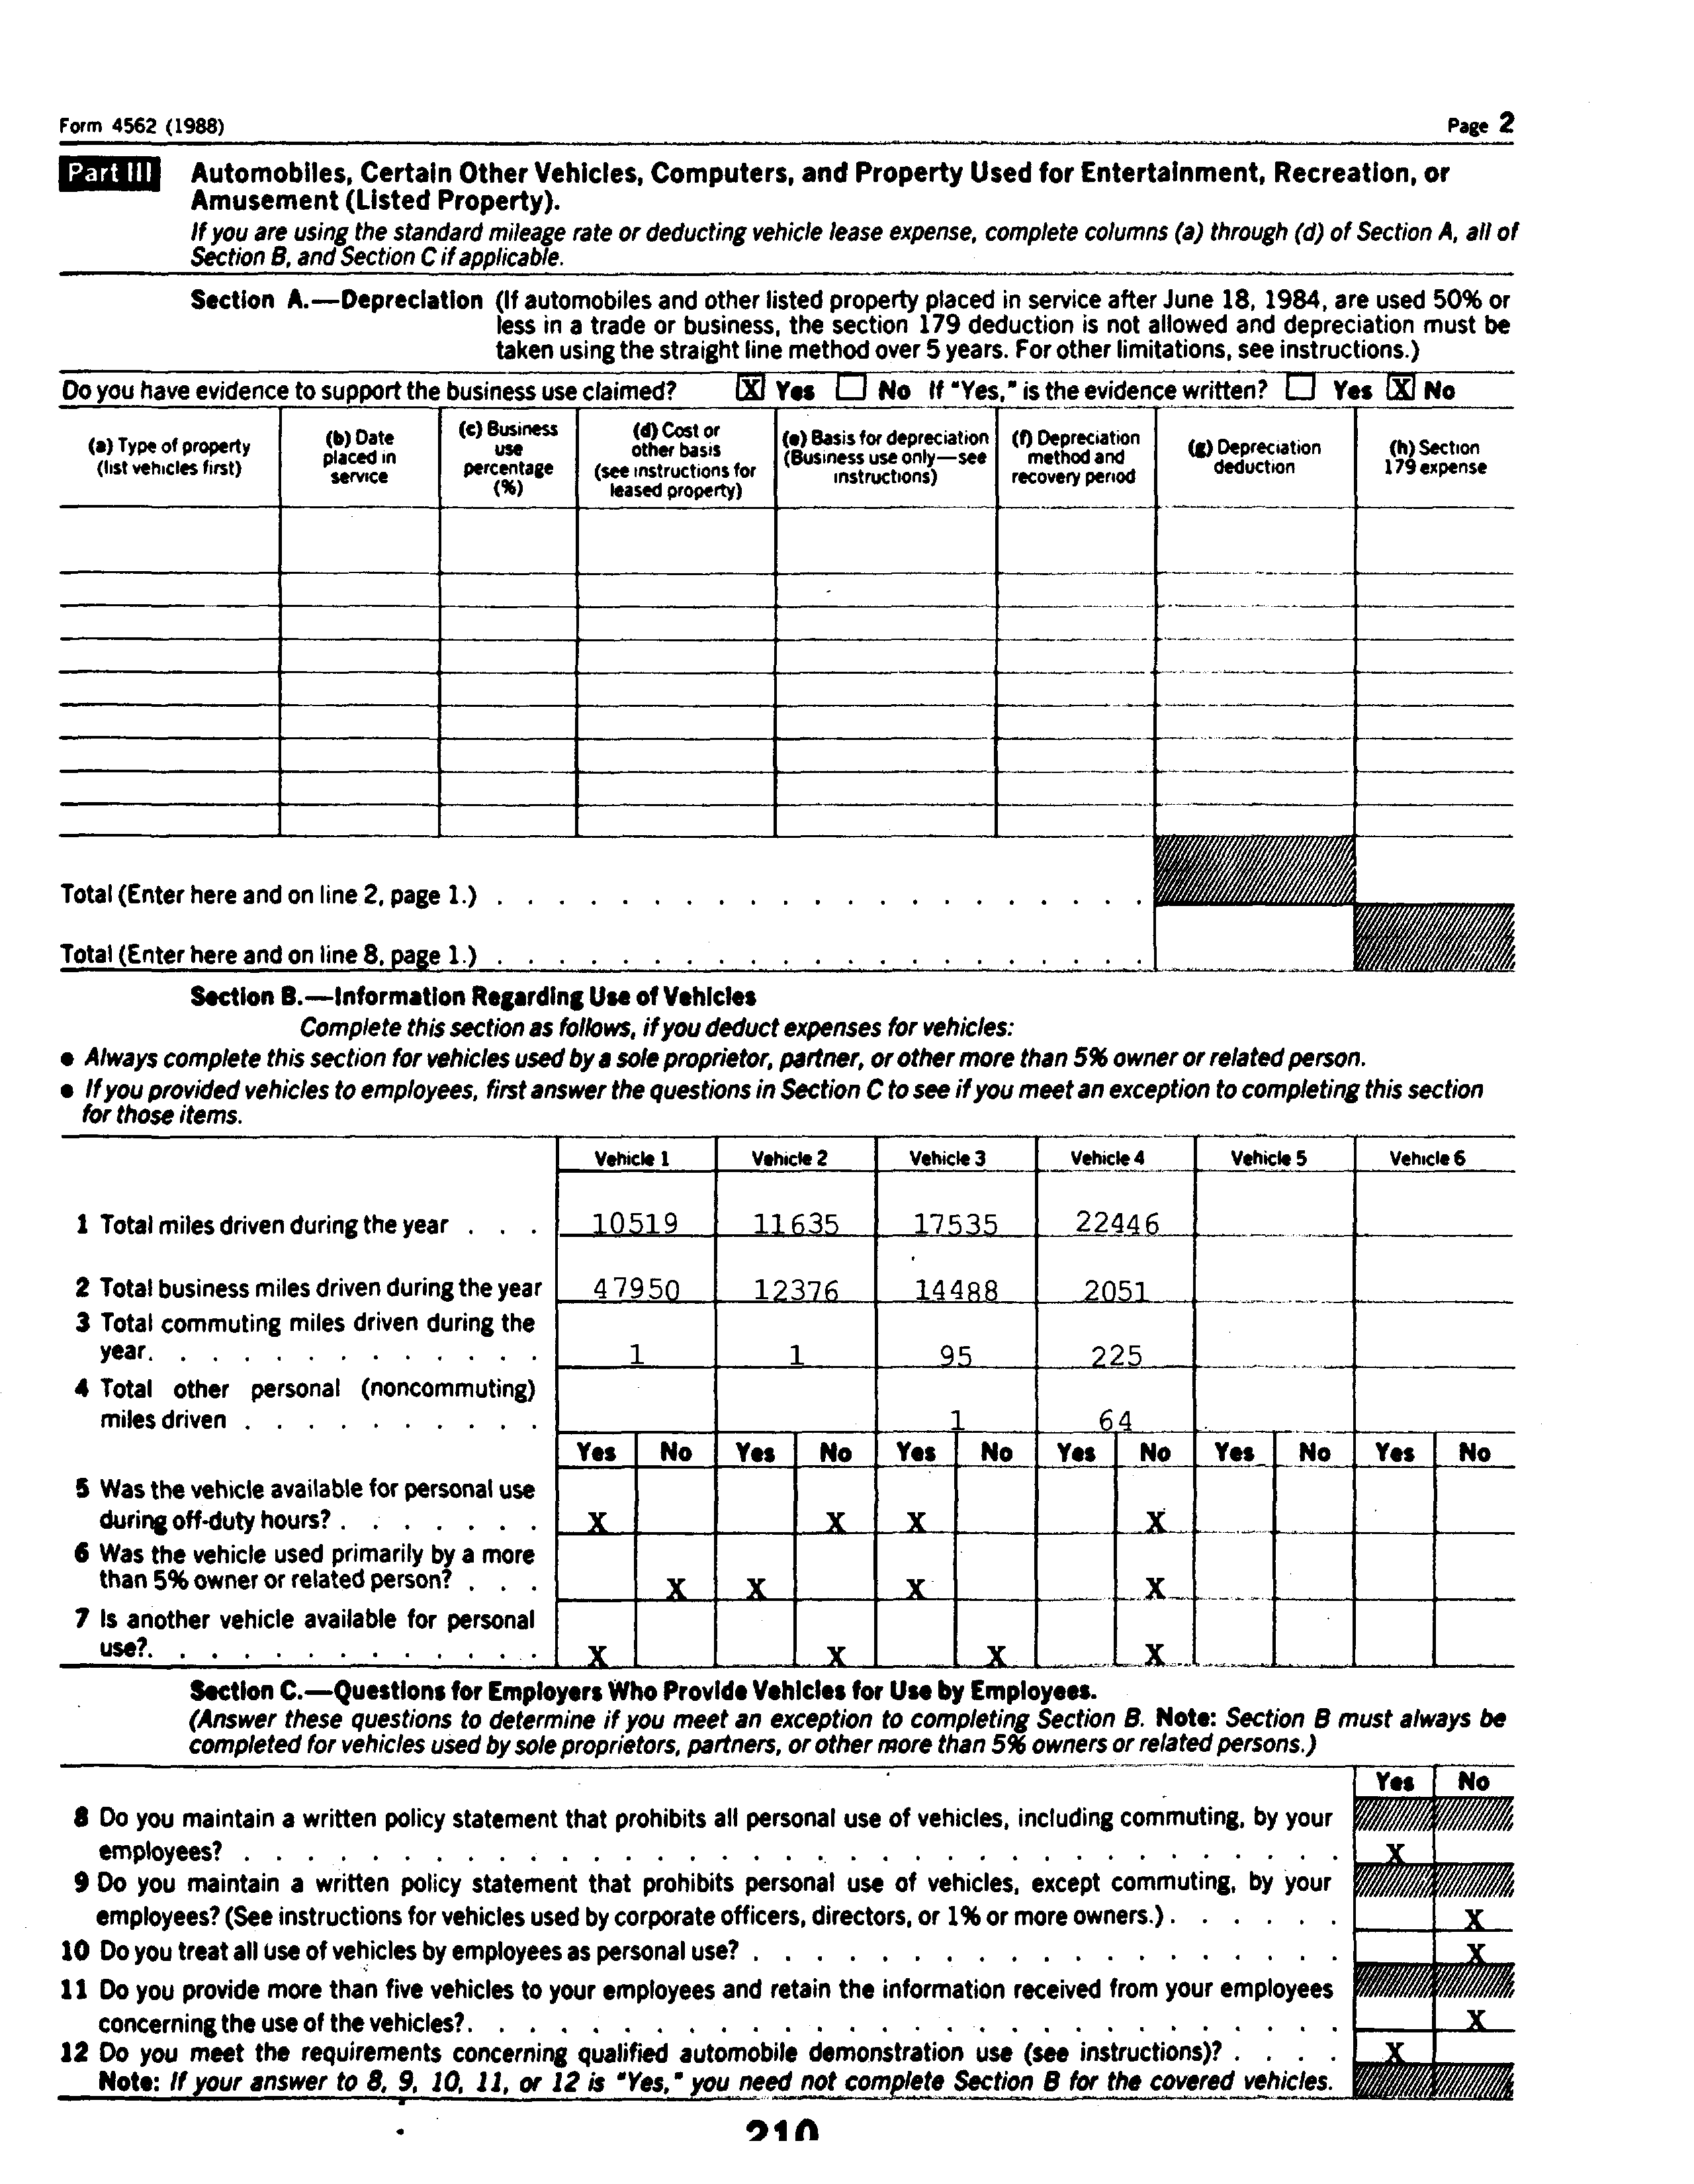 Form 4562 (1988) Page 2
Part III Automobiles, Certain Other Vehicles, Computers, and Property Used for Entertainment, Recreation, or
Amusement (Listed Property).
If you are using the standard mileage rate or deducting vehicle lease expense, complete columns (a) through (d) of Section A, all of
Section B, and Section C if applicable.
Section A.—Depreciation (If automobiles and other listed property placed in service after June 18, 1984, are used 50% or
less in a trade or business, the section 179 deduction is not allowed and depreciation must be
taken using the straight line method over 5 years. For other limitations, see instructions.)
Do you have evidence to support the business use claimed? X Yes No If "Yes," is the evidence written? Yes X No
(a) Type of property
(list vehicles first)
(b) Date
placed in
service
(c) Business
use
percentage
(%)
(d) Cost or
other basis
(see instructions for
leased property)
(e) Basis for depreciation
(Business use only—see
instructions)
(f) Depreciation
method and
recovery period
(g) Depreciation
deduction
(h) Section
179 expense
Total (Enter here and on line 2, page 1.) . . . . . . . . . . . . . . . . . . . . .
Total (Enter here and on line 8, page 1.) . . . . . . . . . . . . . . . . . . . . .
Section B.—Information Regarding Use of Vehicles
Complete this section as follows, if you deduct expenses for vehicles:
● Always complete this section for vehicles used by a sole proprietor, partner, or other more than 5% owner or related person.
● If you provided vehicles to employees, first answer the questions in Section C to see if you meet an exception to completing this section
for those items.
Vehicle 1 Vehicle 2 Vehicle 3 Vehicle 4 Vehicle 5 Vehicle 6
1 Total miles driven during the year . . . 10519 11635 17535 22446
2 Total business miles driven during the year 47950 12376 14488 2051
3 Total commuting miles driven during the
year. . . . . . . . . . . . . 1 1 95 225
4 Total other personal (noncommuting)
miles driven . . . . . . . . . . 1 64
Yes No Yes No Yes No Yes No Yes No Yes No
5 Was the vehicle available for personal use
during off-duty hours? . . . . . . . X X X X
6 Was the vehicle used primarily by a more
than 5% owner or related person? . . . X X X X
7 Is another vehicle available for personal
use?. . . . . . . . . . . . . X X X X
Section C.—Questions for Employers Who Provide Vehicles for Use by Employees.
(Answer these questions to determine if you meet an exception to completing Section B. Note: Section B must always be
completed for vehicles used by sole proprietors, partners, or other more than 5% owners or related persons.)
Yes No
8 Do you maintain a written policy statement that prohibits all personal use of vehicles, including commuting, by your
employees? . . . . . . . . . . . . . . . . . . . . . . . . . . . . . . . . . . . X
9 Do you maintain a written policy statement that prohibits personal use of vehicles, except commuting, by your
employees? (See instructions for vehicles used by corporate officers, directors, or 1% or more owners.) . . . . . . X
10 Do you treat all use of vehicles by employees as personal use? . . . . . . . . . . . . . . . . . . . X
11 Do you provide more than five vehicles to your employees and retain the information received from your employees
concerning the use of the vehicles?. . . . . . . . . . . . . . . . . . . . . . . . . . . . X
12 Do you meet the requirements concerning qualified automobile demonstration use (see instructions)? . . . . X
Note: If your answer to 8, 9, 10, 11, or 12 is "Yes," you need not complete Section B for the covered vehicles.
210